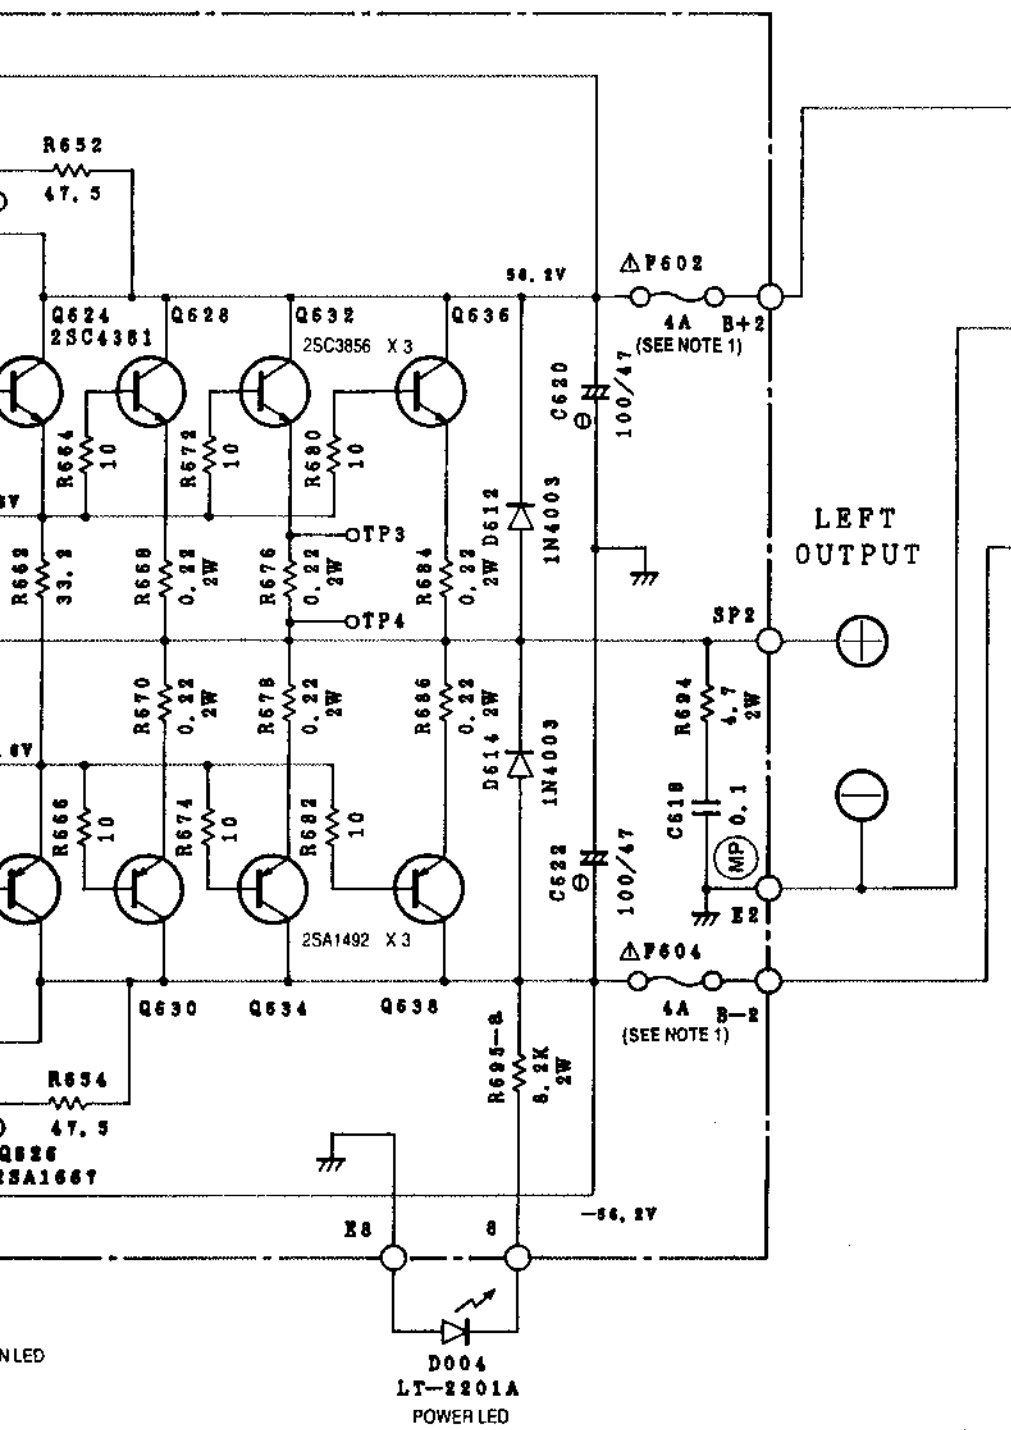 R652
47.5
56.2V
F602
4A
B+2
(SEE NOTE 1)
Q624
2SC4381
Q628
Q632
2SC3856 X 3
Q636
C620
100/47
R664
10
R672
10
R680
10
D612
1N4003
LEFT
OUTPUT
TP3
R662
33.2
R668
0.22
2W
R676
0.22
2W
R684
0.22
2W
TP4
SP2
R670
0.22
2W
R678
0.22
2W
R686
0.22
2W
R694
4.7
2W
D614
1N4003
R666
10
R674
10
R682
10
C618
0.1
MP
C622
100/47
E2
2SA1492 X 3
F604
4A
B-2
(SEE NOTE 1)
Q630
Q634
Q638
R695-a
2W
R654
47.5
Q626
2SA1667
-56.2V
E8
8
N LED
D004
LT-2201A
POWER LED